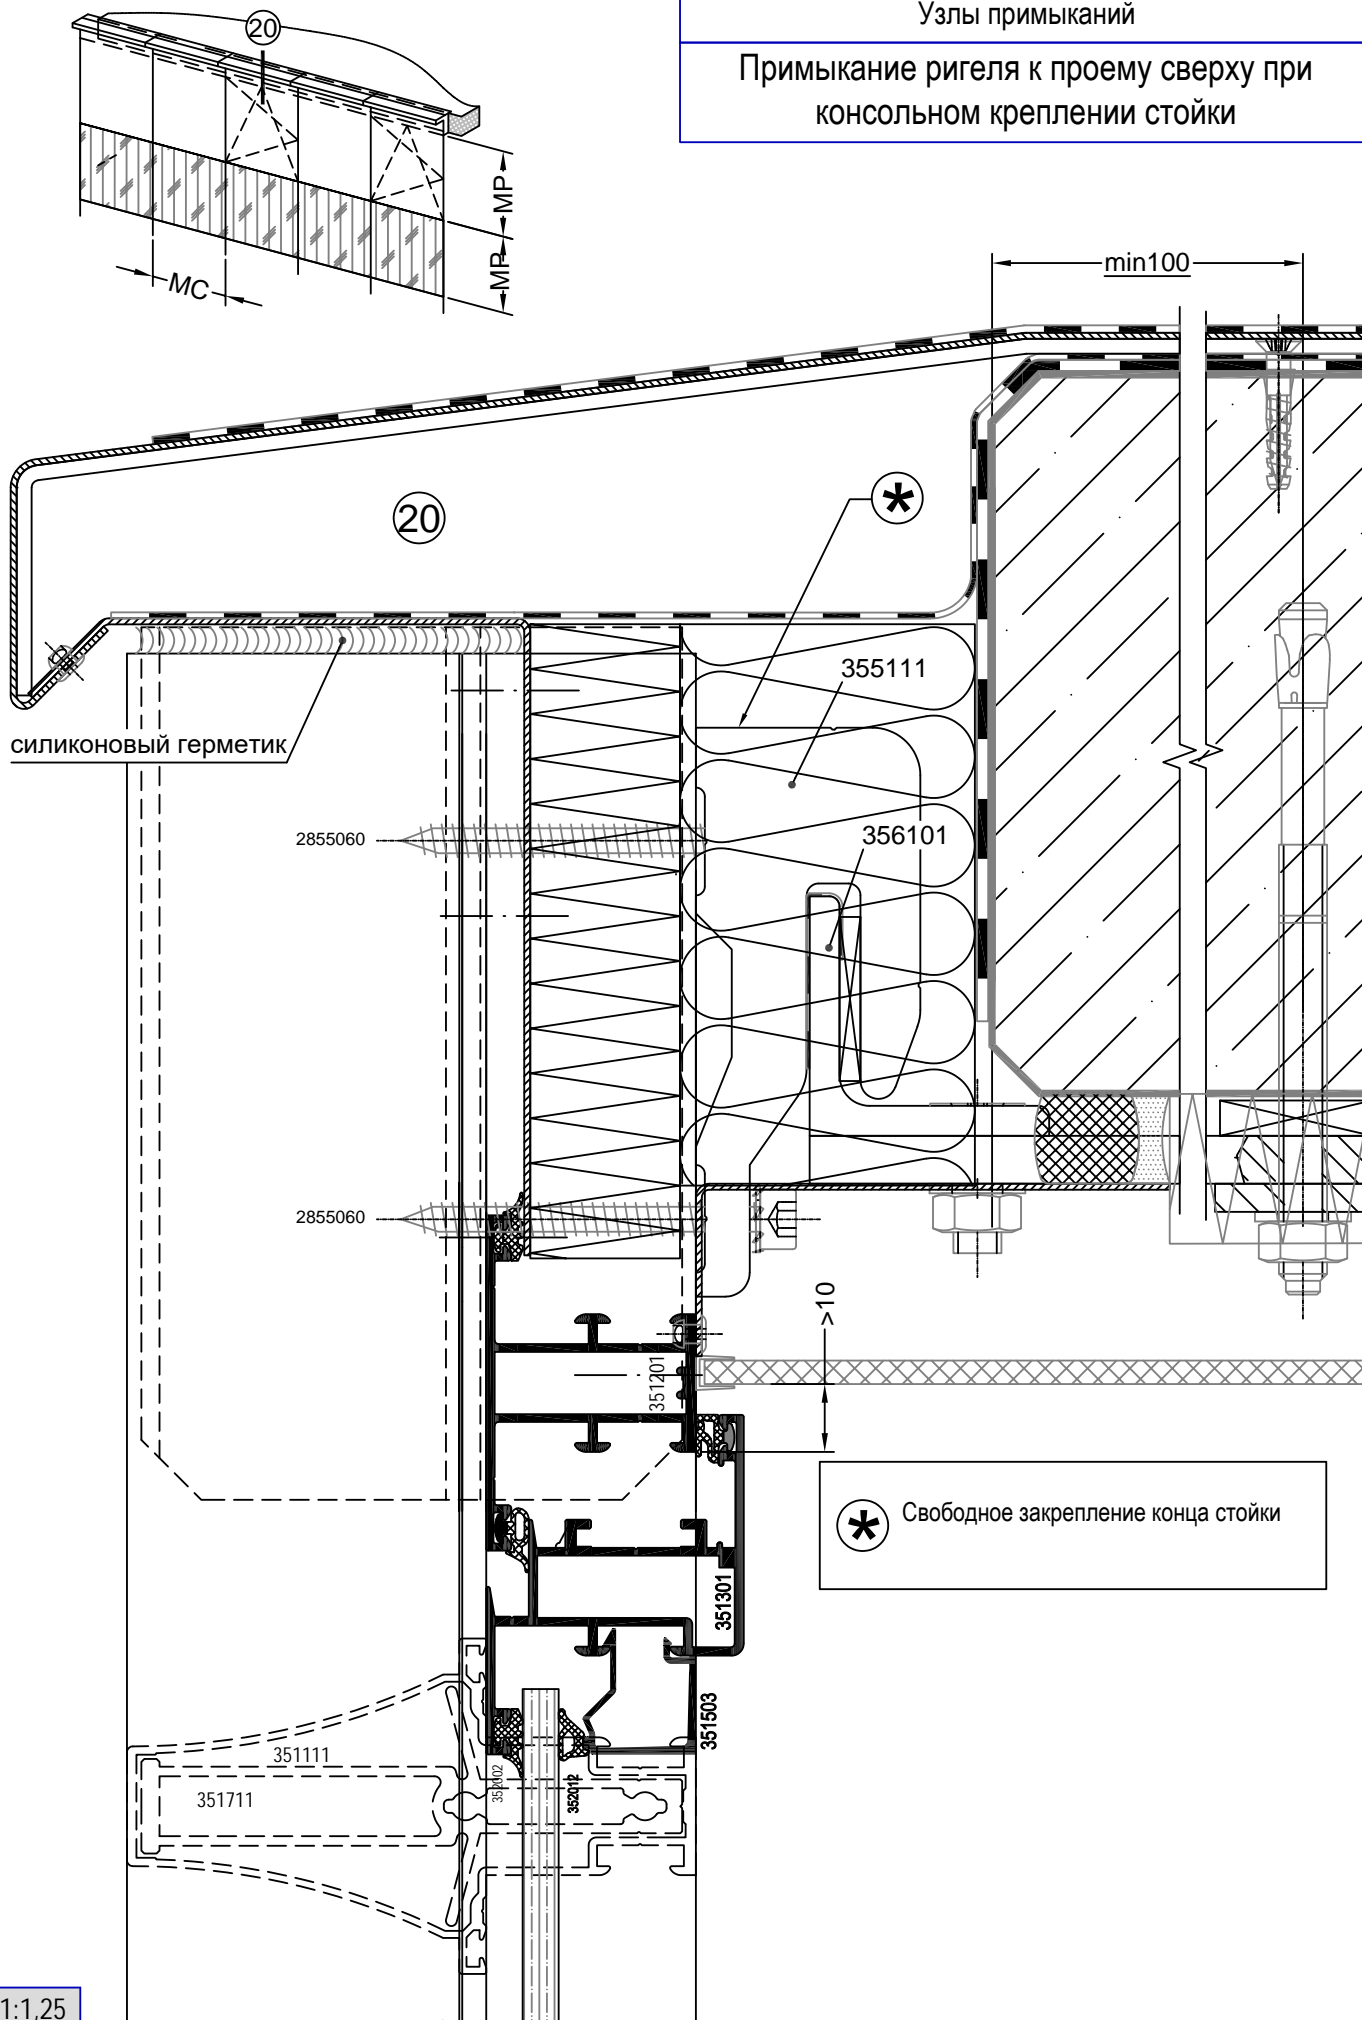 Узлы примыканий
Примыкание ригеля к проему сверху при
консольном креплении стойки
20
MP
MP
MC
min100
20
*
355111
силиконовый герметик
2855060
356101
2855060
>10
351201
* Свободное закрепление конца стойки
351301
351503
351111
352002
352012
351711
1:1,25